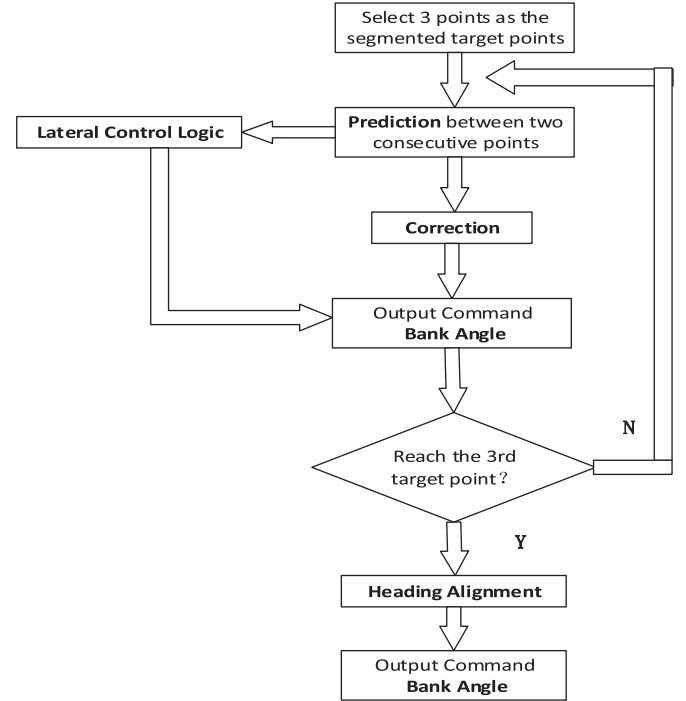 Select 3 points as the
segmented target points
Prediction between two
consecutive points
Lateral Control Logic
Correction
Output Command
Bank Angle
Reach the 3rd
target point？
N
Y
Heading Alignment
Output Command
Bank Angle